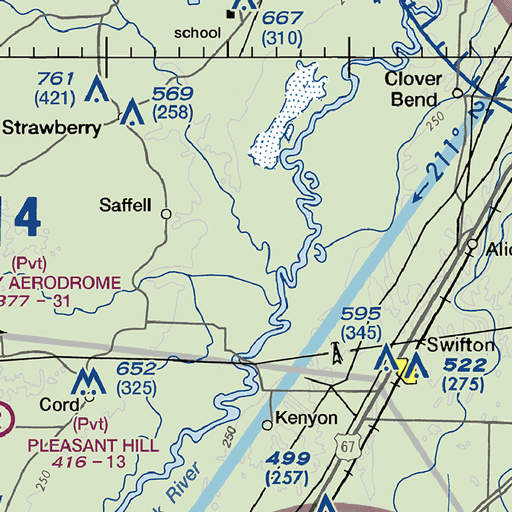 school
667
(310)
761
(421)
569
(258)
Strawberry
Clover
Bend
250
211°
Saffell
14
(Pvt)
AERODROME
377 - 31
Swifton
595
(345)
522
(275)
652
(325)
Cord
(Pvt)
PLEASANT HILL
416 - 13
Kenyon
250
499
(257)
67
250
River